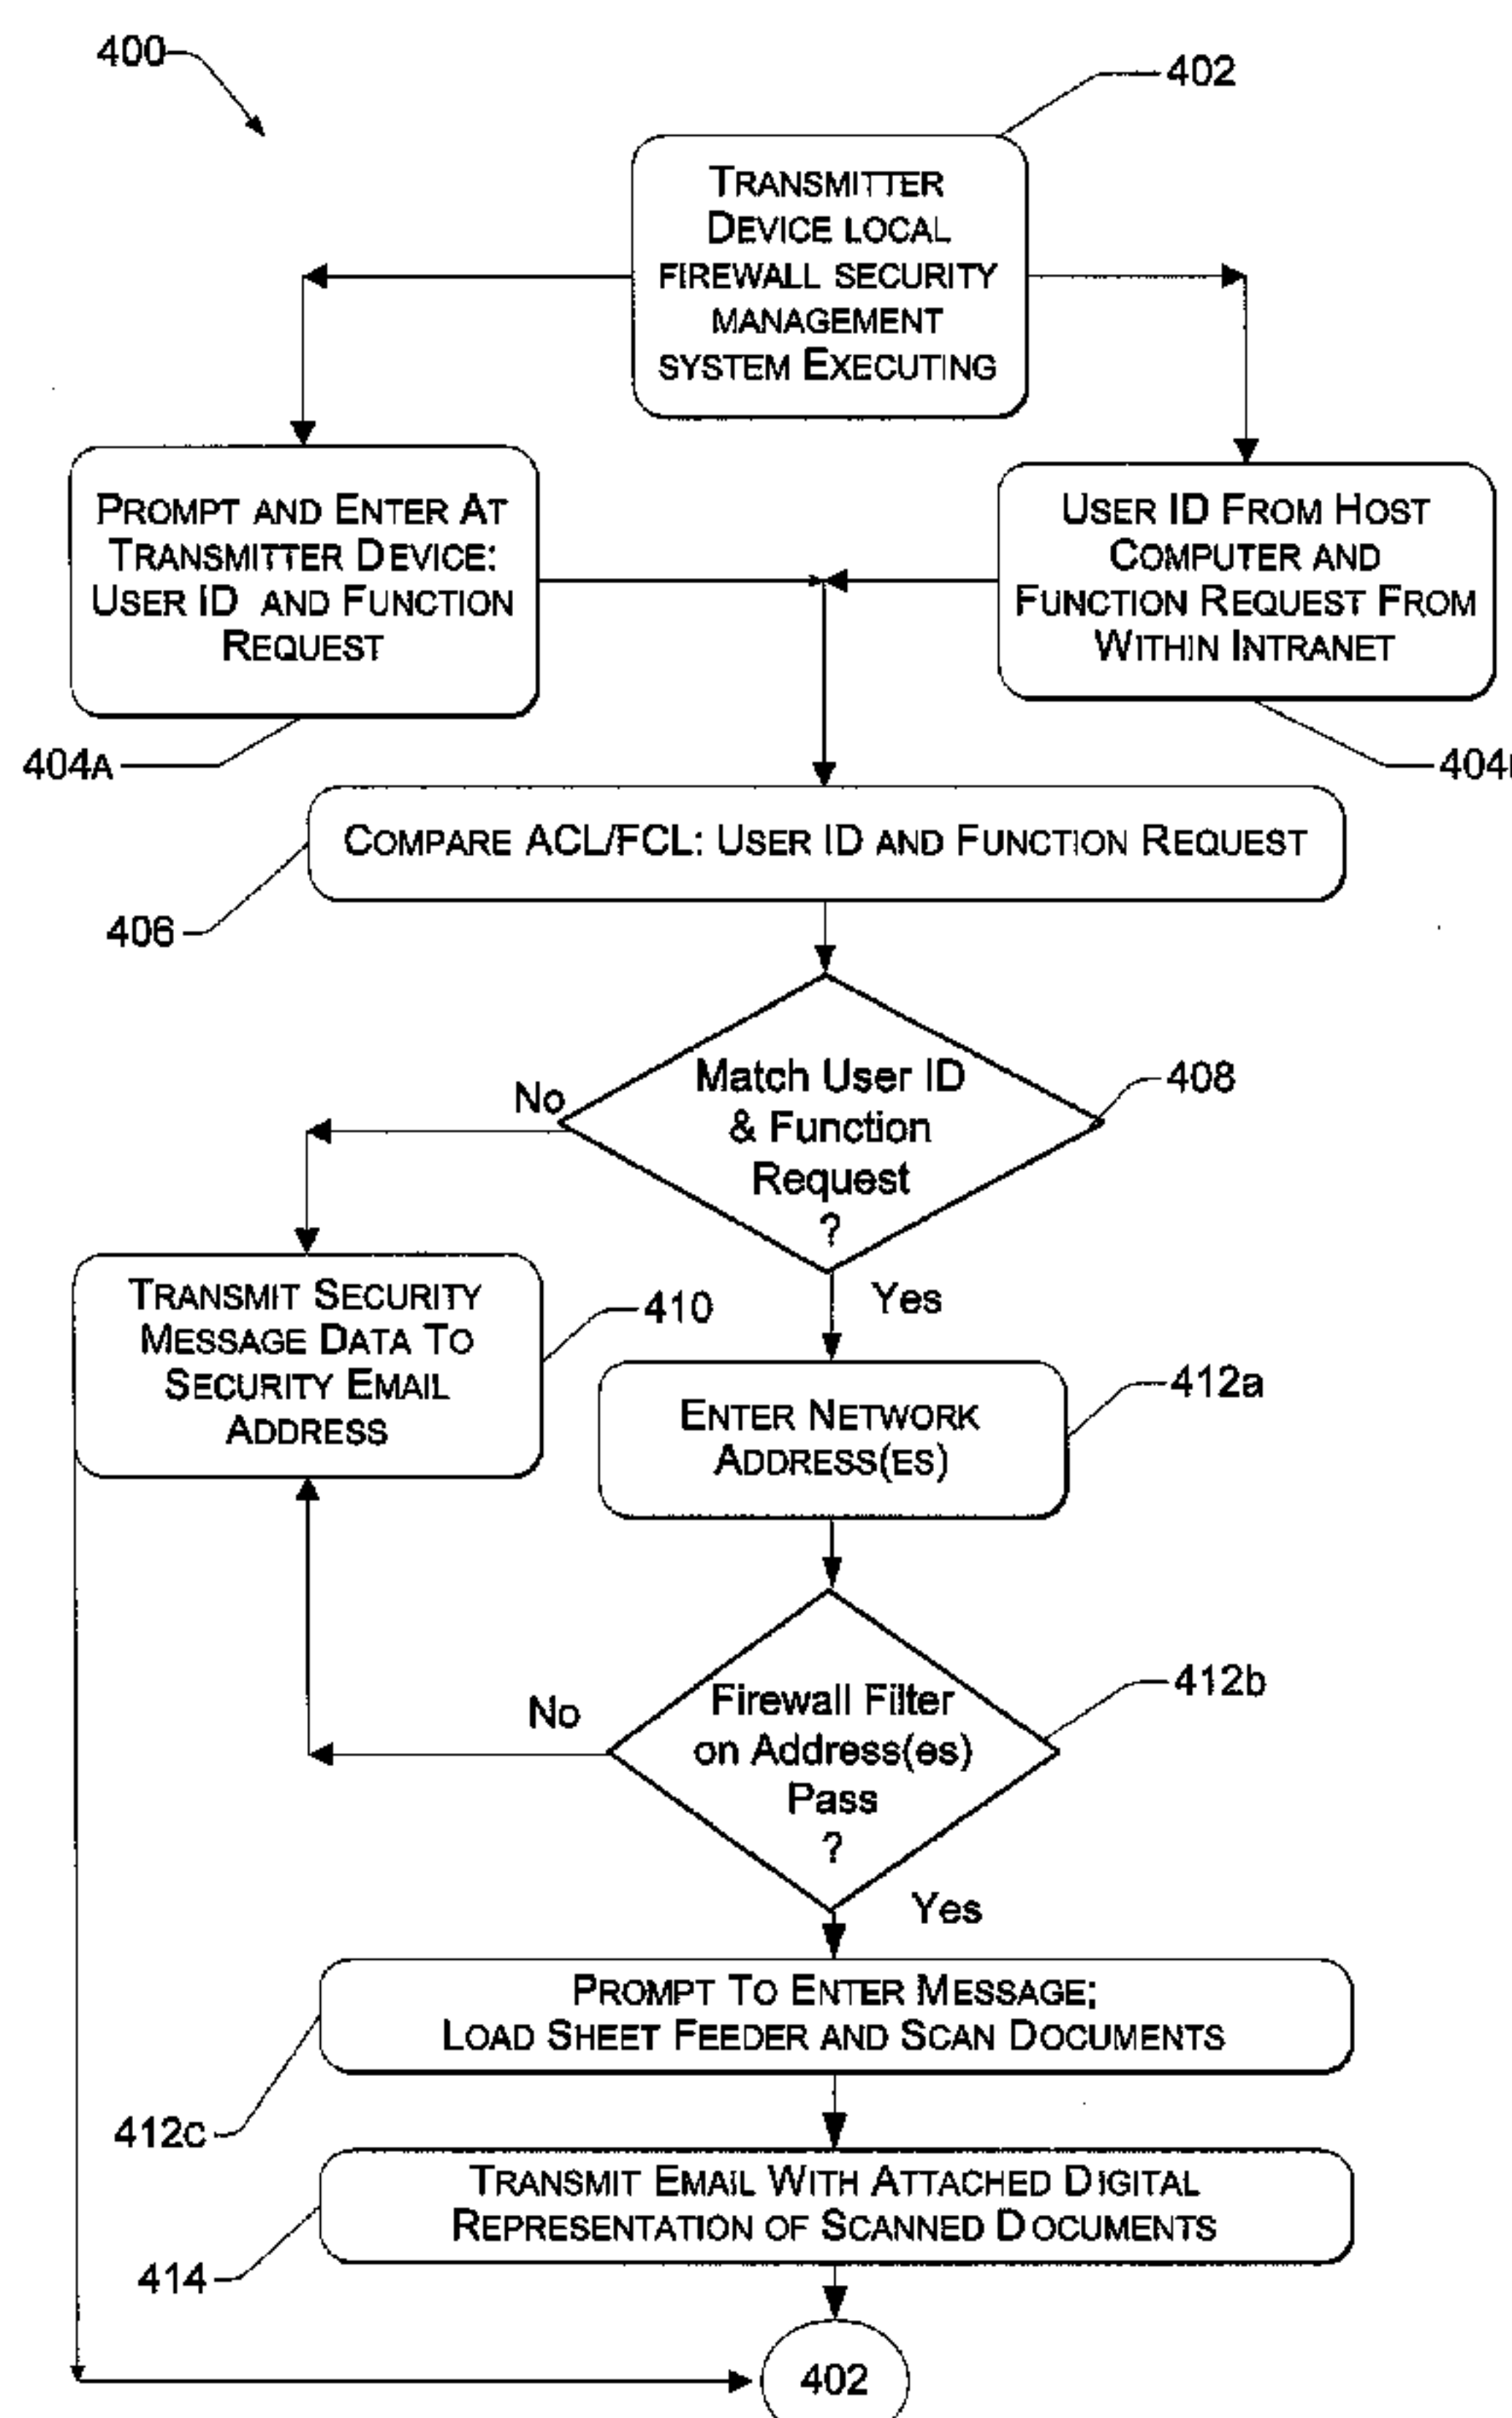 400
402
TRANSMITTER
DEVICE LOCAL
FIREWALL SECURITY
MANAGEMENT
SYSTEM EXECUTING
PROMPT AND ENTER AT
TRANSMITTER DEVICE:
USER ID AND FUNCTION
REQUEST
USER ID FROM HOST
COMPUTER AND
FUNCTION REQUEST FROM
WITHIN INTRANET
404A
404
COMPARE ACL/FCL: USER ID AND FUNCTION REQUEST
406
Match User ID
& Function
Request
?
408
No
Yes
TRANSMIT SECURITY
MESSAGE DATA TO
SECURITY EMAIL
ADDRESS
410
ENTER NETWORK
ADDRESS(ES)
412a
Firewall Filter
on Address(es)
Pass
?
412b
No
Yes
PROMPT TO ENTER MESSAGE;
LOAD SHEET FEEDER AND SCAN DOCUMENTS
412c
TRANSMIT EMAIL WITH ATTACHED DIGITAL
REPRESENTATION OF SCANNED DOCUMENTS
414
402